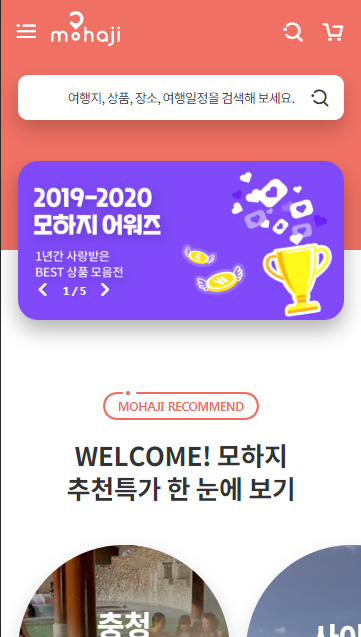 mohaji
여행지, 상품, 장소, 여행일정을 검색해 보세요.
2019-2020
모하지 어워즈
1년간 사랑받은
BEST 상품 모음전
1/5
MOHAJI RECOMMEND
WELCOME! 모하지
추천특가 한 눈에 보기
충청